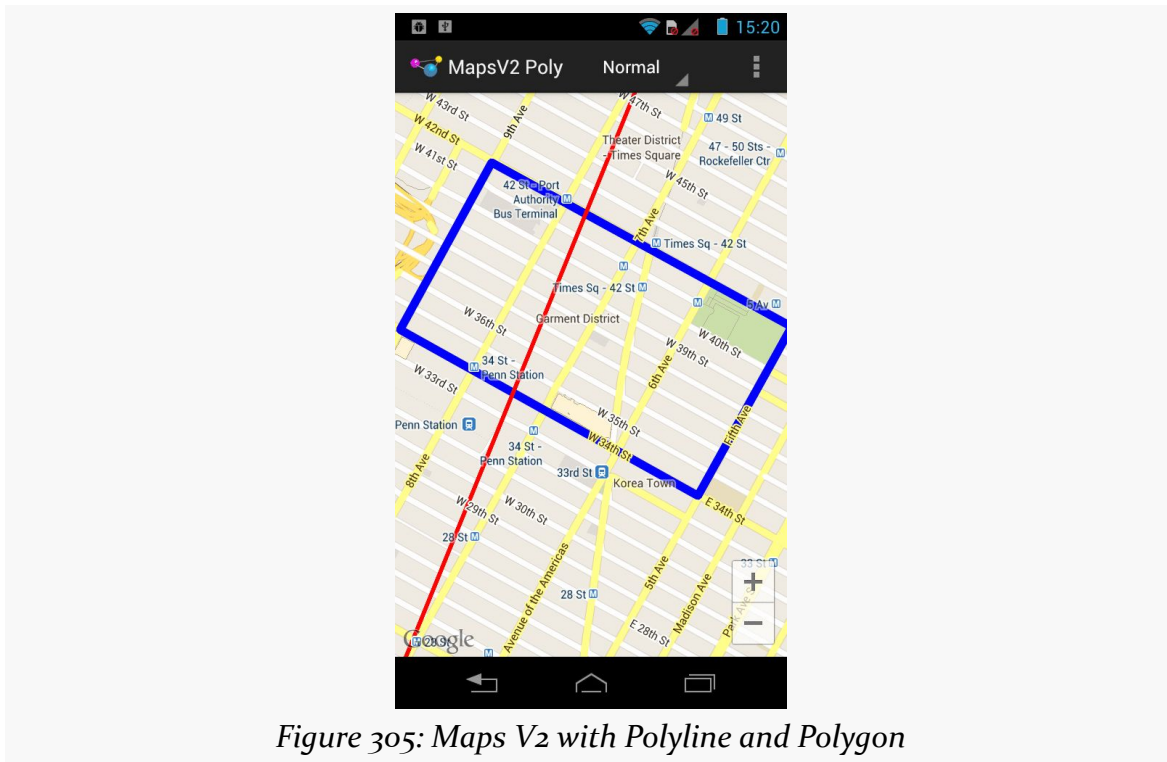 15:20
MapsV2 Poly
Normal
W 43rd St
W 47th St
9th Ave
M 49 St
W 42nd St
Theater District
- Times Square
47 - 50 Sts -
Rockefeller Ctr
M
W 41st St
W 45th St
42 St - Port
Authority M
Bus Terminal
7th Ave
M Times Sq - 42 St
M
Times Sq - 42 St M
M
5 Av M
W 36th St
Garment District
W 40th St
W 39th St
M
34 St -
Penn Station
6th Ave
W 33rd St
W 35th St
Fifth Ave
Penn Station
M
W 34th St
34 St -
Penn Station
33rd St
8th Ave
Korea Town
W 29th St
W 30th St
E 34th St
28 St M
Avenue of the Americas
5th Ave
33 St M
+
28 St M
Madison Ave
Park Ave S
−
E 28th St
Google
M
M
Figure 305: Maps V2 with Polyline and Polygon